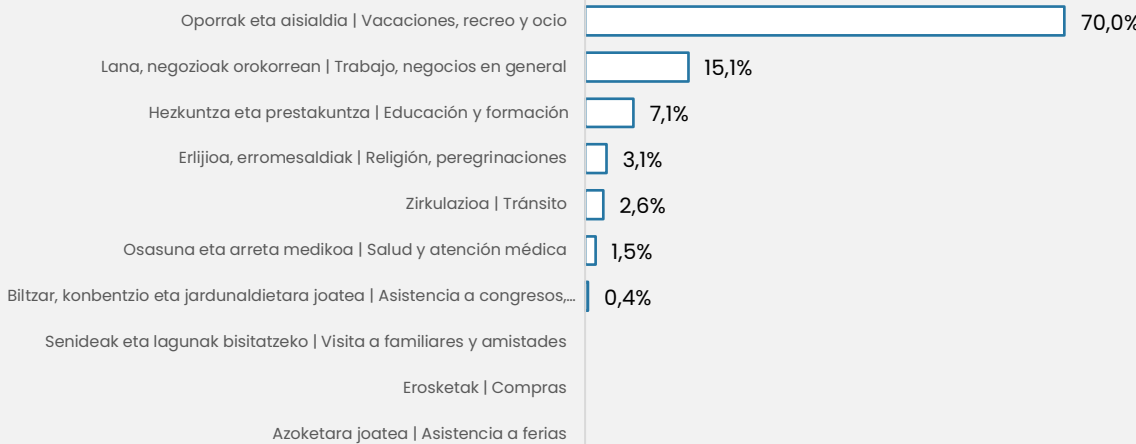 Oporrak eta aisialdia | Vacaciones, recreo y ocio 70,0%
Lana, negozioak orokorrean | Trabajo, negocios en general 15,1%
Hezkuntza eta prestakuntza | Educación y formación 7,1%
Erlijioa, erromesaldiak | Religión, peregrinaciones 3,1%
Zirkulazioa | Tránsito 2,6%
Osasuna eta arreta medikoa | Salud y atención médica 1,5%
Biltzar, konbentzio eta jardunaldietara joatea | Asistencia a congresos,... 0,4%
Senideak eta lagunak bisitatzeko | Visita a familiares y amistades
Erosketak | Compras
Azoketara joatea | Asistencia a ferias